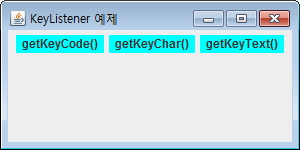 KeyListener 예제
getKeyCode() getKeyChar() getKeyText()